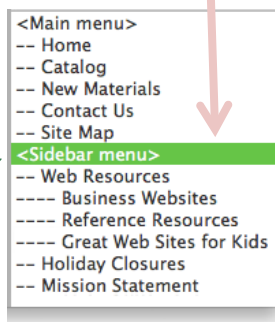 <Main menu>
-- Home
-- Catalog
-- New Materials
-- Contact Us
-- Site Map
<Sidebar menu>
-- Web Resources
---- Business Websites
---- Reference Resources
---- Great Web Sites for Kids
-- Holiday Closures
-- Mission Statement